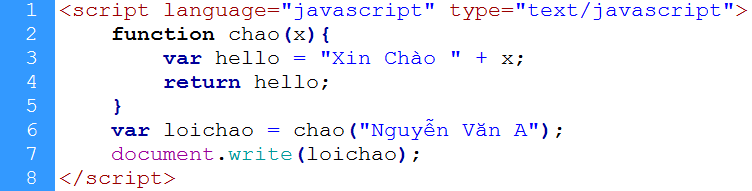 1 <script language="javascript" type="text/javascript">
2     function chao(x){
3         var hello = "Xin Chào " + x;
4         return hello;
5     }
6     var loichao = chao("Nguyễn Văn A");
7     document.write(loichao);
8 </script>